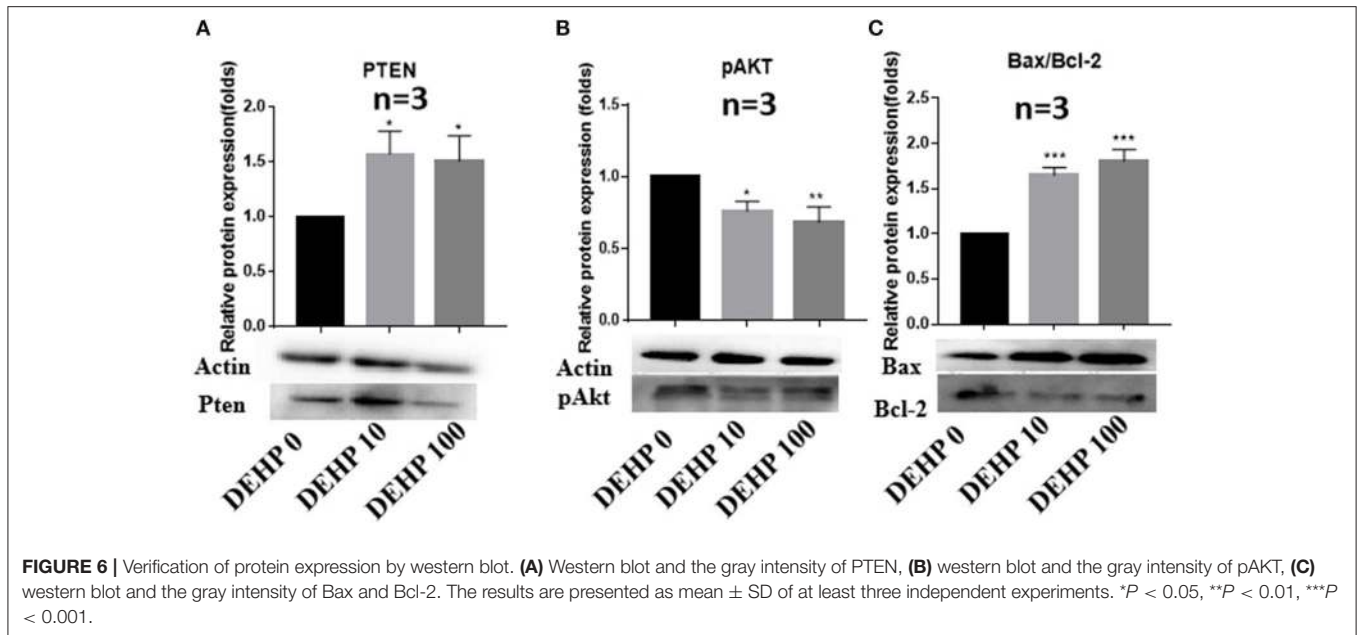 A
PTEN
n=3
Relative protein expression(folds)
2.0
1.5
1.0
0.5
0.0
*
*
Actin
Pten
DEHP 0
DEHP 10
DEHP 100
B
pAKT
n=3
Relative protein expression (folds)
1.5
1.0
0.5
0.0
*
**
Actin
pAkt
DEHP 0
DEHP 10
DEHP 100
C
Bax/Bcl-2
n=3
Relative protein expression(folds)
2.5
2.0
1.5
1.0
0.5
0.0
***
***
Bax
Bcl-2
DEHP 0
DEHP 10
DEHP 100
FIGURE 6 | Verification of protein expression by western blot. (A) Western blot and the gray intensity of PTEN, (B) western blot and the gray intensity of pAKT, (C)
western blot and the gray intensity of Bax and Bcl-2. The results are presented as mean ± SD of at least three independent experiments. *P < 0.05, **P < 0.01, ***P
< 0.001.